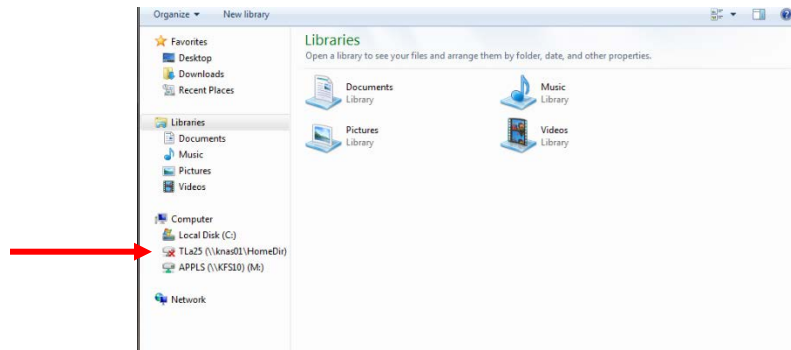 Organize
New library
Favorites
Desktop
Downloads
Recent Places
Libraries
Documents
Music
Pictures
Videos
Computer
Local Disk (C:)
TLa25 (\\knas01\HomeDir)
APPLS (\\KFS10) (M:)
Network
Libraries
Open a library to see your files and arrange them by folder, date, and other properties.
Documents
Library
Music
Library
Pictures
Library
Videos
Library